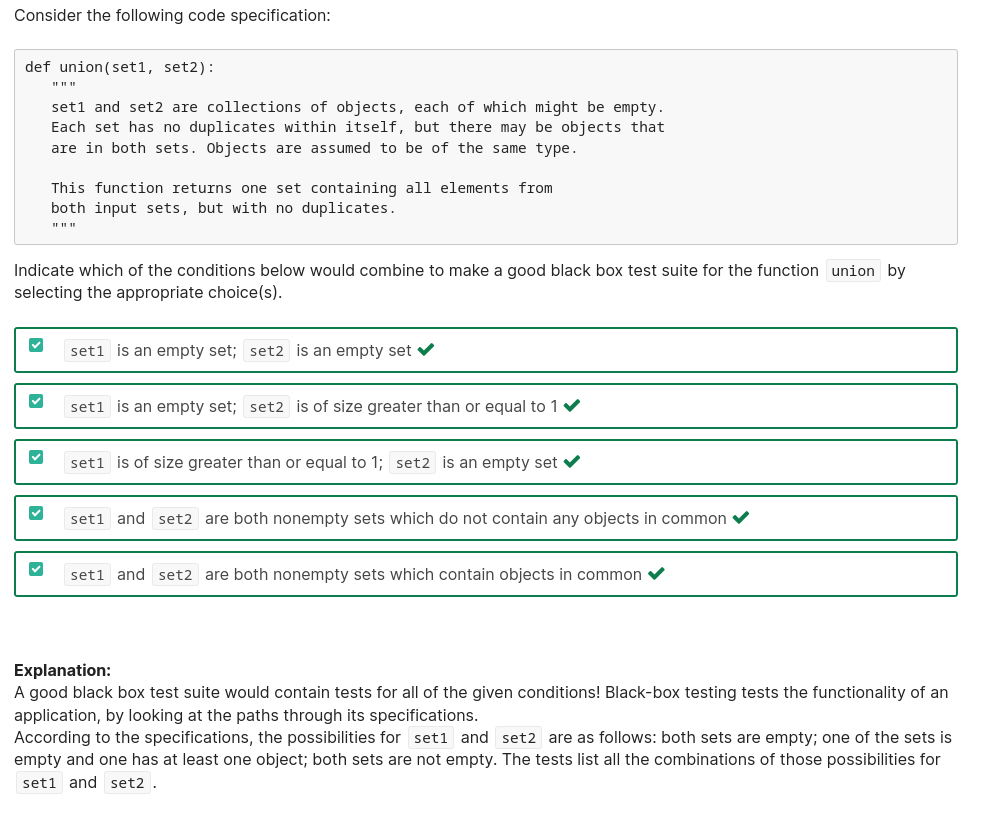 Consider the following code specification:
def union(set1, set2):
"""
set1 and set2 are collections of objects, each of which might be empty.
Each set has no duplicates within itself, but there may be objects that
are in both sets. Objects are assumed to be of the same type.
This function returns one set containing all elements from
both input sets, but with no duplicates.
"""
Indicate which of the conditions below would combine to make a good black box test suite for the function union by
selecting the appropriate choice(s).
set1 is an empty set; set2 is an empty set
set1 is an empty set; set2 is of size greater than or equal to 1
set1 is of size greater than or equal to 1; set2 is an empty set
set1 and set2 are both nonempty sets which do not contain any objects in common
set1 and set2 are both nonempty sets which contain objects in common
Explanation:
A good black box test suite would contain tests for all of the given conditions! Black-box testing tests the functionality of an
application, by looking at the paths through its specifications.
According to the specifications, the possibilities for set1 and set2 are as follows: both sets are empty; one of the sets is
empty and one has at least one object; both sets are not empty. The tests list all the combinations of those possibilities for
set1 and set2.